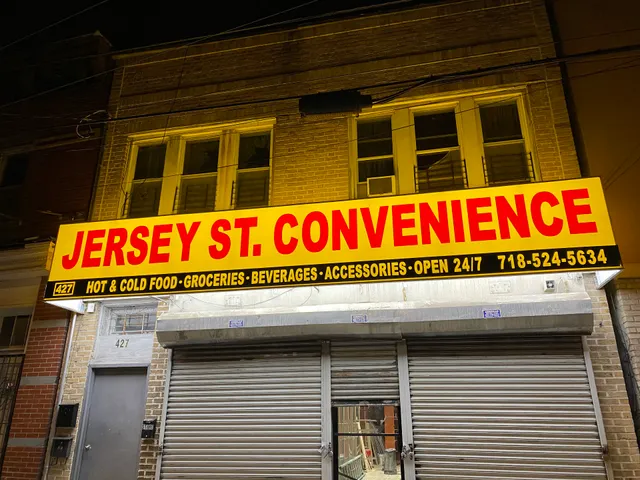 JERSEY ST. CONVENIENCE
427 HOT & COLD FOOD · GROCERIES · BEVERAGES · ACCESSORIES · OPEN 24/7 718-524-5634
427